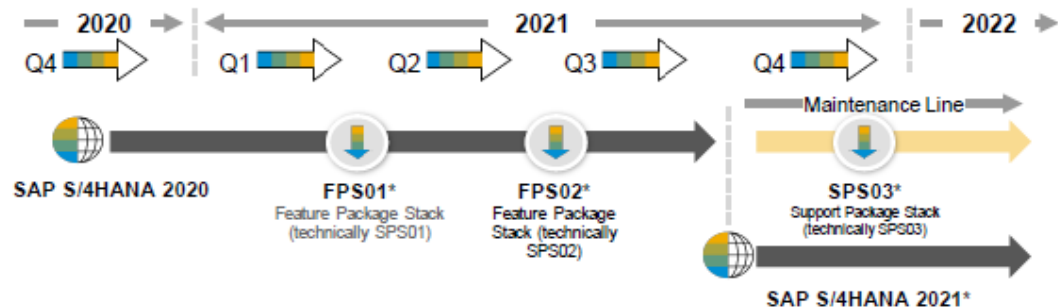 2020
2021
2022
Q4
Q1
Q2
Q3
Q4
Maintenance Line
SAP S/4HANA 2020
FPS01*
Feature Package Stack
(technically SPS01)
FPS02*
Feature Package
Stack (technically
SPS02)
SPS03*
Support Package Stack
(technically SPS03)
SAP S/4HANA 2021*